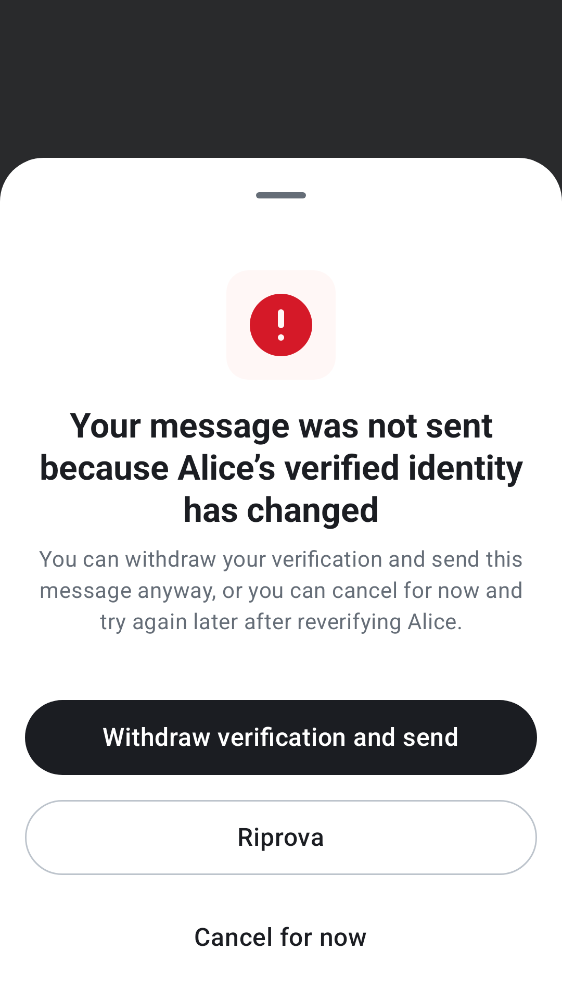 Your message was not sent
because Alice’s verified identity
has changed
You can withdraw your verification and send this
message anyway, or you can cancel for now and
try again later after reverifying Alice.
Withdraw verification and send
Riprova
Cancel for now